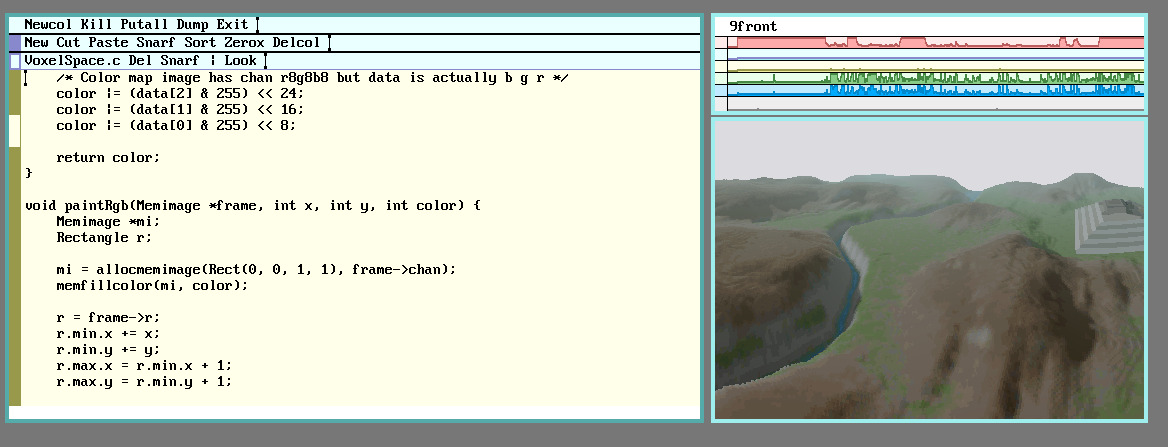 Newcol Kill Putall Dump Exit
New Cut Paste Snarf Sort Zerox Delcol
VoxelSpace.c Del Snarf | Look
/* Color map image has chan r8g8b8 but data is actually b g r */
color |= (data[2] & 255) << 24;
color |= (data[1] & 255) << 16;
color |= (data[0] & 255) << 8;
return color;
}
void paintRgb(Memimage *frame, int x, int y, int color) {
Memimage *mi;
Rectangle r;
mi = allocmemimage(Rect(0, 0, 1, 1), frame->chan);
memfillcolor(mi, color);
r = frame->r;
r.min.x += x;
r.min.y += y;
r.max.x = r.min.x + 1;
r.max.y = r.min.y + 1;
9front